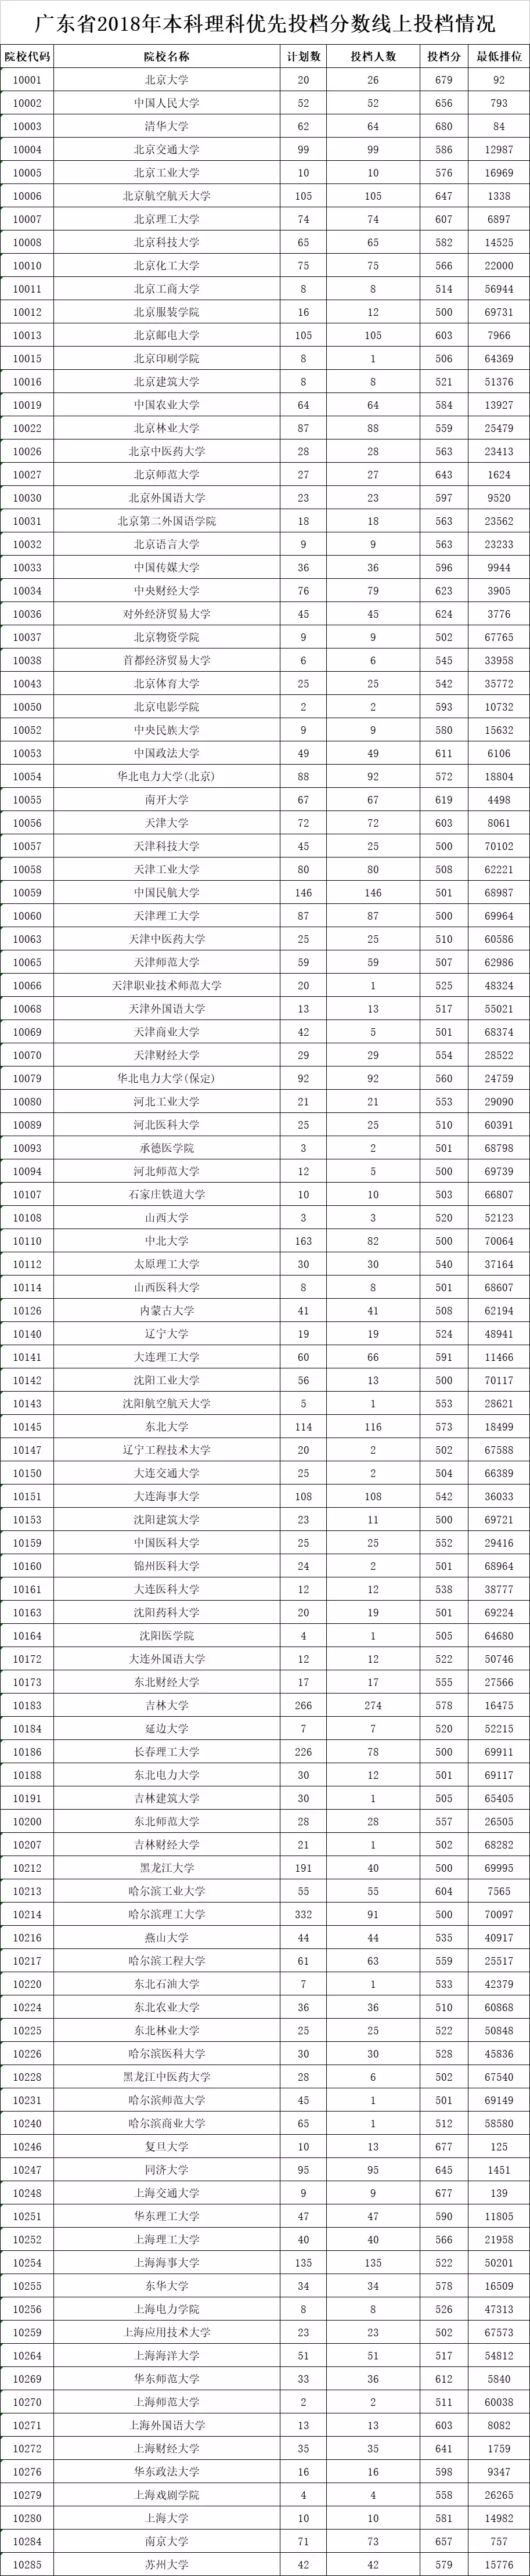 广东省2018年本科理科优先投档分数线上投档情况
院校代码 院校名称 计划数 投档人数 投档分 最低排位
10001 北京大学 20 26 679 92
10002 中国人民大学 52 52 656 793
10003 清华大学 62 64 680 84
10004 北京交通大学 99 99 586 12987
10005 北京工业大学 10 10 576 16969
10006 北京航空航天大学 105 105 647 1338
10007 北京理工大学 74 74 607 6897
10008 北京科技大学 65 65 582 14525
10010 北京化工大学 75 75 566 22000
10011 北京工商大学 8 8 514 56944
10012 北京服装学院 16 12 500 69731
10013 北京邮电大学 105 105 603 7966
10015 北京印刷学院 8 1 506 64369
10016 北京建筑大学 8 8 521 51376
10019 中国农业大学 64 64 584 13927
10022 北京林业大学 87 88 559 25479
10026 北京中医药大学 28 28 563 23413
10027 北京师范大学 27 27 643 1624
10030 北京外国语大学 23 23 597 9520
10031 北京第二外国语学院 18 18 563 23562
10032 北京语言大学 9 9 563 23233
10033 中国传媒大学 36 36 596 9944
10034 中央财经大学 76 79 623 3905
10036 对外经济贸易大学 45 45 624 3776
10037 北京物资学院 9 9 502 67765
10038 首都经济贸易大学 6 6 545 33958
10043 北京体育大学 25 25 542 35772
10050 北京电影学院 2 2 593 10732
10052 中央民族大学 9 9 580 15632
10053 中国政法大学 49 49 611 6106
10054 华北电力大学(北京) 88 92 572 18804
10055 南开大学 67 67 619 4498
10056 天津大学 72 72 603 8061
10057 天津科技大学 45 25 500 70102
10058 天津工业大学 80 80 508 62221
10059 中国民航大学 146 146 501 68987
10060 天津理工大学 87 87 500 69964
10063 天津中医药大学 25 25 510 60586
10065 天津师范大学 59 59 507 62986
10066 天津职业技术师范大学 20 1 525 48324
10068 天津外国语大学 13 13 517 55021
10069 天津商业大学 42 5 501 68374
10070 天津财经大学 29 29 554 28522
10079 华北电力大学(保定) 92 92 560 24759
10080 河北工业大学 21 21 553 29090
10089 河北医科大学 25 25 510 60391
10093 承德医学院 3 2 501 68798
10094 河北师范大学 12 5 500 69739
10107 石家庄铁道大学 10 10 503 66807
10108 山西大学 3 3 520 52123
10110 中北大学 163 82 500 70064
10112 太原理工大学 30 30 540 37164
10114 山西医科大学 8 8 501 68607
10126 内蒙古大学 41 41 508 62194
10140 辽宁大学 19 19 524 48941
10141 大连理工大学 60 66 591 11466
10142 沈阳工业大学 56 13 500 70117
10143 沈阳航空航天大学 5 1 553 28621
10145 东北大学 114 116 573 18499
10147 辽宁工程技术大学 20 2 502 67588
10150 大连交通大学 25 2 504 66389
10151 大连海事大学 108 108 542 36033
10153 沈阳建筑大学 23 11 500 69721
10159 中国医科大学 25 25 552 29416
10160 锦州医科大学 24 2 501 68964
10161 大连医科大学 12 12 538 38777
10163 沈阳药科大学 20 19 501 69224
10164 沈阳医学院 4 1 505 64680
10172 大连外国语大学 12 12 522 50746
10173 东北财经大学 17 17 555 27566
10183 吉林大学 266 274 578 16475
10184 延边大学 7 7 520 52215
10186 长春理工大学 226 78 500 69911
10188 东北电力大学 30 12 501 69117
10191 吉林建筑大学 30 1 505 65405
10200 东北师范大学 28 28 557 26505
10207 吉林财经大学 21 1 502 68282
10212 黑龙江大学 191 40 500 69995
10213 哈尔滨工业大学 55 55 604 7565
10214 哈尔滨理工大学 332 91 500 70097
10216 燕山大学 44 44 535 40917
10217 哈尔滨工程大学 61 63 559 25517
10220 东北石油大学 7 1 533 42379
10224 东北农业大学 36 36 510 60868
10225 东北林业大学 25 25 522 50848
10226 哈尔滨医科大学 30 30 528 45836
10228 黑龙江中医药大学 28 6 502 67540
10231 哈尔滨师范大学 45 1 501 69149
10240 哈尔滨商业大学 65 1 512 58580
10246 复旦大学 10 13 677 125
10247 同济大学 95 95 645 1451
10248 上海交通大学 9 9 677 139
10251 华东理工大学 47 47 590 11805
10252 上海理工大学 40 40 566 21958
10254 上海海事大学 135 135 522 50201
10255 东华大学 34 34 578 16509
10256 上海电力学院 8 8 526 47313
10259 上海应用技术大学 23 23 502 67573
10264 上海海洋大学 51 51 517 54812
10269 华东师范大学 33 36 612 5840
10270 上海师范大学 2 2 511 60038
10271 上海外国语大学 13 13 603 8082
10272 上海财经大学 35 35 641 1759
10276 华东政法大学 16 16 598 9347
10279 上海戏剧学院 4 4 558 26265
10280 上海大学 10 10 581 14982
10284 南京大学 71 73 657 757
10285 苏州大学 42 42 579 15776